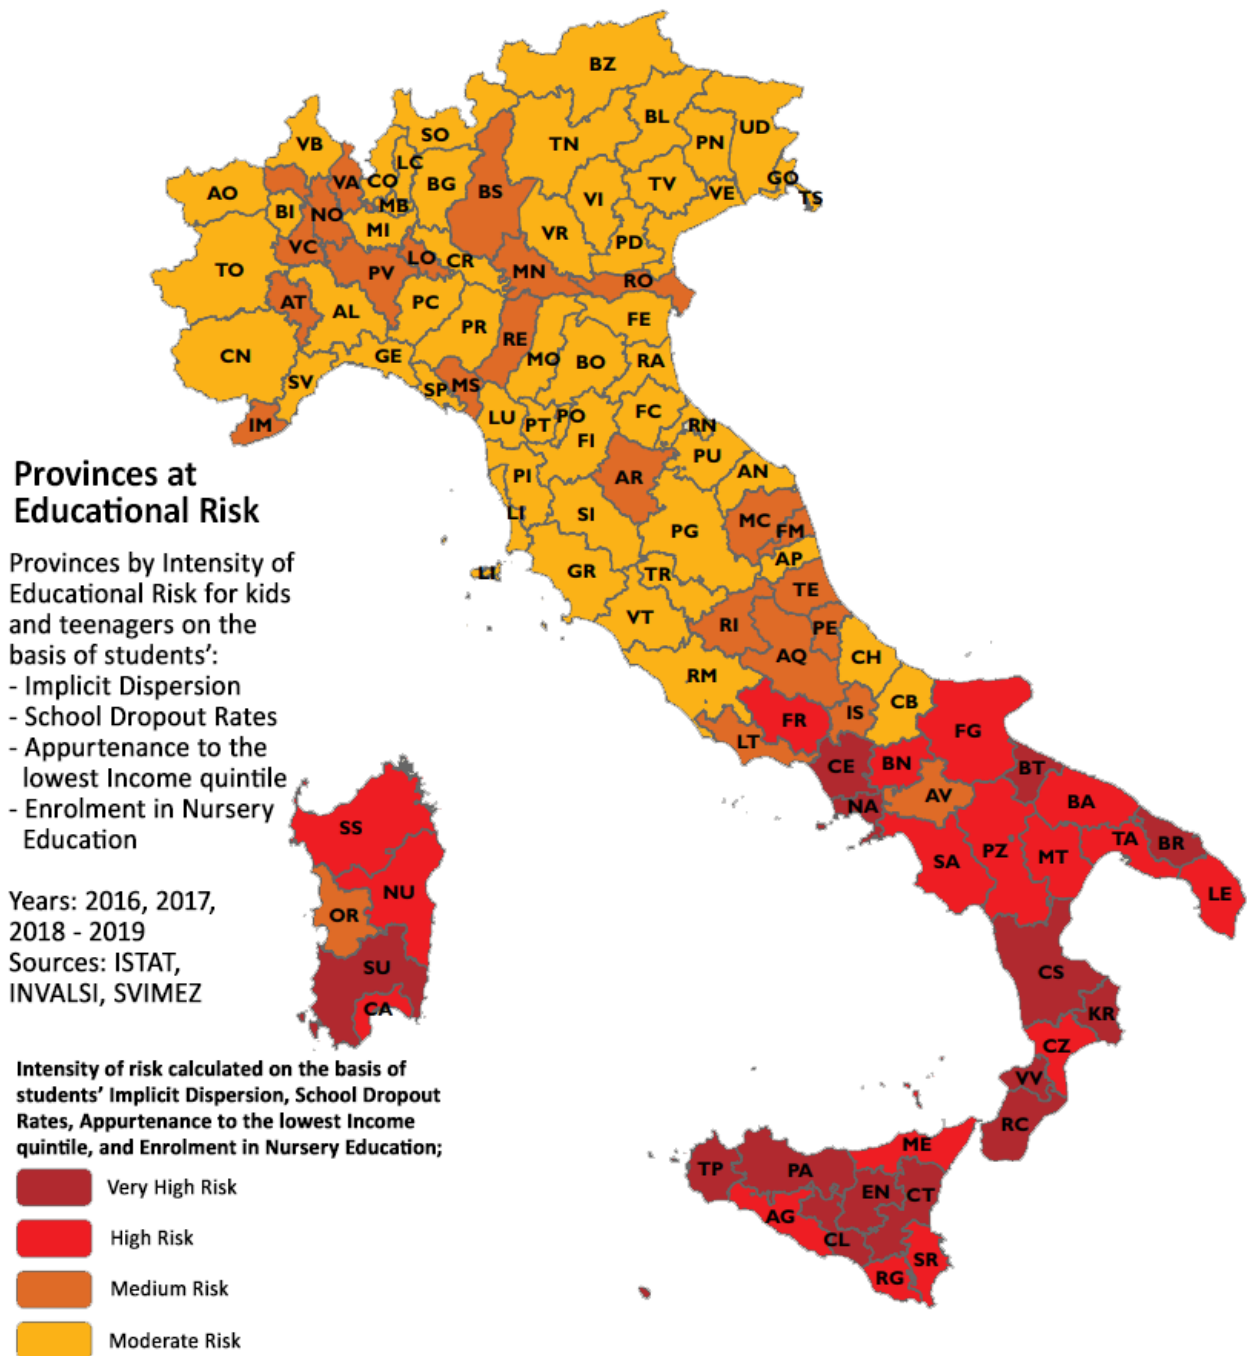 BZ
BL
UD
PN
SO
TN
VB
LC
GO
VA
CO
BG
TV
AO
BS
VE
TS
MB
VI
BI
NO
MI
VR
PD
VC
LO
CR
TO
PV
MN
RO
AT
PC
AL
FE
PR
RE
CN
GE
MO
BO
RA
SV
SP
MS
FC
LU
PT
PO
IM
RN
FI
PU
AN
PI
AR
LI
SI
MC
PG
FM
AP
LI
GR
TR
TE
VT
RI
PE
AQ
CH
RM
CB
FR
IS
FG
LT
CE
BN
BT
AV
NA
BA
SS
TA
BR
SA
PZ
MT
NU
LE
OR
SU
CS
CA
KR
CZ
VV
RC
ME
TP
PA
EN
CT
AG
CL
SR
RG
Provinces at
Educational Risk
Provinces by Intensity of
Educational Risk for kids
and teenagers on the
basis of students’:
- Implicit Dispersion
- School Dropout Rates
- Appurtenance to the
lowest Income quintile
- Enrolment in Nursery
Education
Years: 2016, 2017,
2018 - 2019
Sources: ISTAT,
INVALSI, SVIMEZ
Intensity of risk calculated on the basis of
students’ Implicit Dispersion, School Dropout
Rates, Appurtenance to the lowest Income
quintile, and Enrolment in Nursery Education;
Very High Risk
High Risk
Medium Risk
Moderate Risk